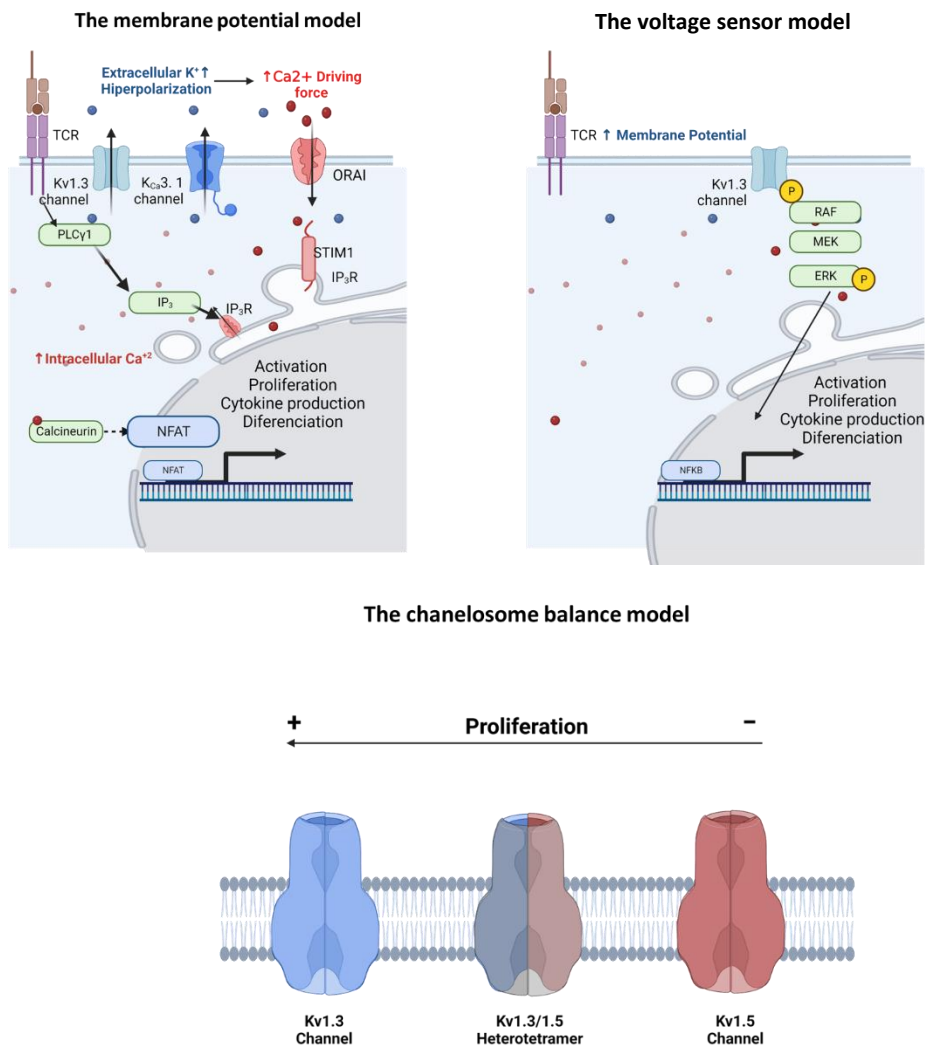 The membrane potential model
Extracellular K⁺↑
Hiperpolarization
↑Ca2+ Driving
force
TCR
Kv1.3
channel
KCa3. 1
channel
ORAI
PLCγ1
STIM1
IP₃R
IP₃
IP₃R
↑Intracellular Ca⁺²
Activation
Proliferation
Cytokine production
Diferenciation
Calcineurin
NFAT
NFAT
The voltage sensor model
TCR
↑ Membrane Potential
Kv1.3
channel
P
RAF
MEK
ERK
P
Activation
Proliferation
Cytokine production
Diferenciation
NFKB
The chanelosome balance model
+
Proliferation
−
Kv1.3
Channel
Kv1.3/1.5
Heterotetramer
Kv1.5
Channel